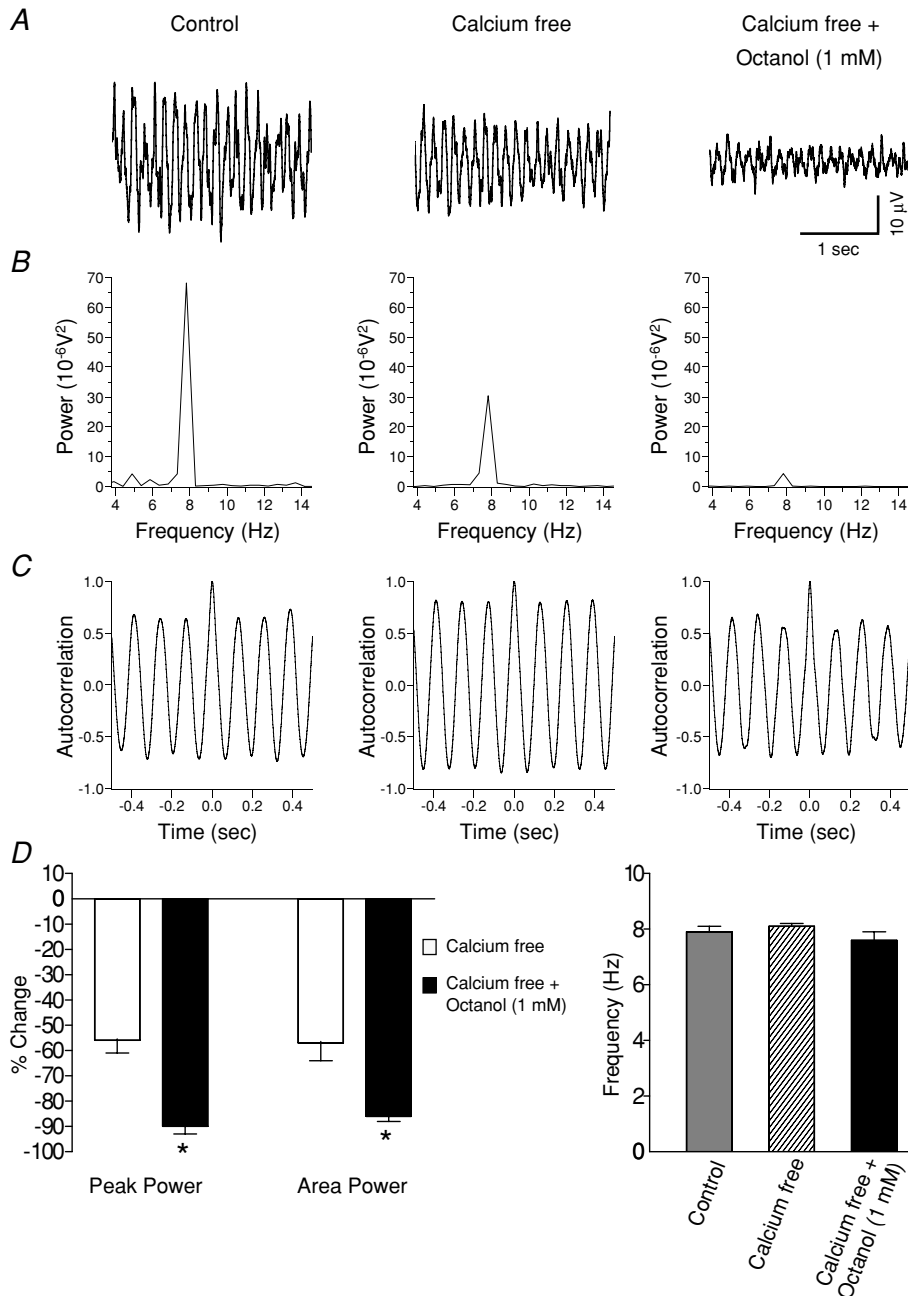 A
Control
Calcium free
Calcium free +
Octanol (1 mM)
10 µV
1 sec
B
70
60
50
40
30
20
10
0
Power (10⁻⁶V²)
4 6 8 10 12 14
Frequency (Hz)
70
60
50
40
30
20
10
0
Power (10⁻⁶V²)
4 6 8 10 12 14
Frequency (Hz)
70
60
50
40
30
20
10
0
Power (10⁻⁶V²)
4 6 8 10 12 14
Frequency (Hz)
C
1.0
0.5
0.0
-0.5
-1.0
Autocorrelation
-0.4 -0.2 0.0 0.2 0.4
Time (sec)
1.0
0.5
0.0
-0.5
-1.0
Autocorrelation
-0.4 -0.2 0.0 0.2 0.4
Time (sec)
1.0
0.5
0.0
-0.5
-1.0
Autocorrelation
-0.4 -0.2 0.0 0.2 0.4
Time (sec)
D
10
0
-10
-20
-30
-40
-50
-60
-70
-80
-90
-100
% Change
* *
Peak Power Area Power
Calcium free
Calcium free +
Octanol (1 mM)
10
8
6
4
2
0
Frequency (Hz)
Control
Calcium free
Calcium free +
Octanol (1 mM)